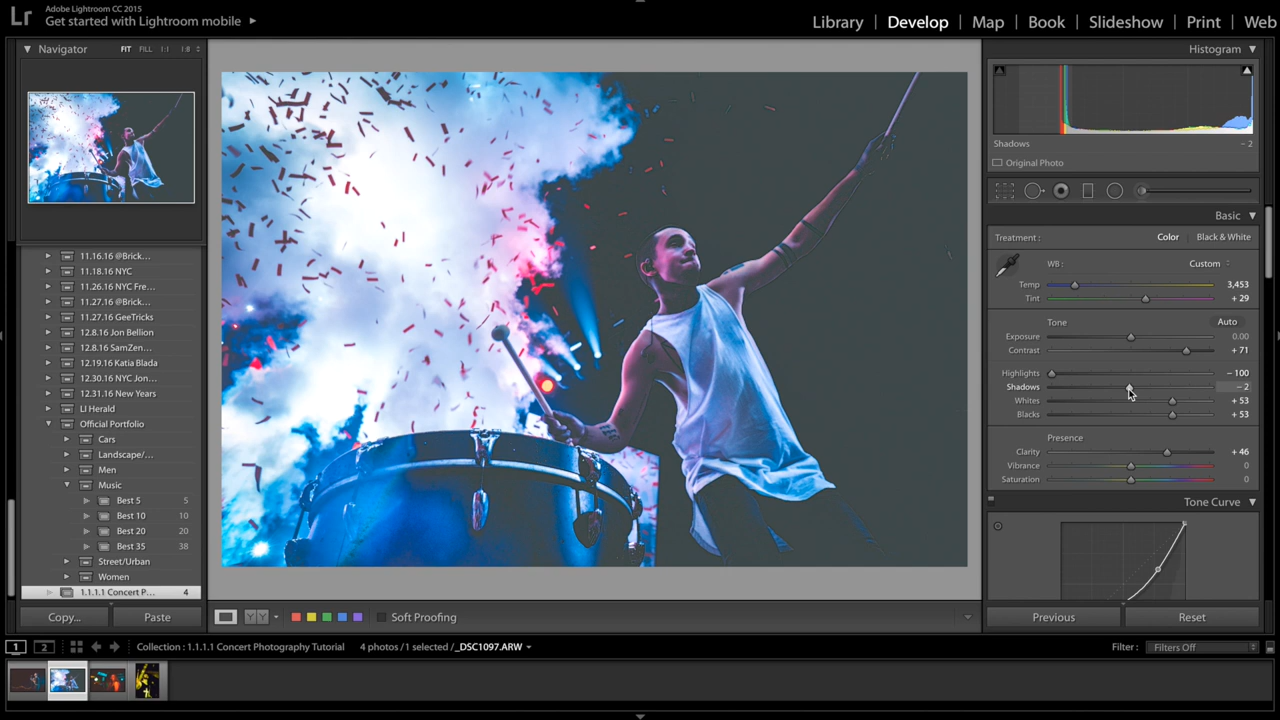 Lr
Adobe Lightroom CC 2015
Get started with Lightroom mobile
Library | Develop | Map | Book | Slideshow | Print | Web
Navigator FIT FILL 1:1 1:8
11.16.16 @Brick...
11.18.16 NYC
11.26.16 NYC Fre...
11.27.16 @Brick...
11.27.16 GeeTricks
12.8.16 Jon Bellion
12.8.16 SamZen...
12.19.16 Katia Blada
12.30.16 NYC Jon...
12.31.16 New Years
LI Herald
Official Portfolio
Cars
Landscape/...
Men
Music
Best 5 5
Best 10 10
Best 20 20
Best 35 38
Street/Urban
Women
1.1.1.1 Concert P... 4
Copy... Paste
Soft Proofing
Histogram
Shadows - 2
Original Photo
Basic
Treatment : Color Black & White
WB : Custom
Temp 3,453
Tint + 29
Tone Auto
Exposure 0.00
Contrast + 71
Highlights - 100
Shadows - 2
Whites + 53
Blacks + 53
Presence
Clarity + 46
Vibrance 0
Saturation 0
Tone Curve
Previous Reset
1 2 Collection : 1.1.1.1 Concert Photography Tutorial 4 photos / 1 selected / _DSC1097.ARW Filter : Filters Off